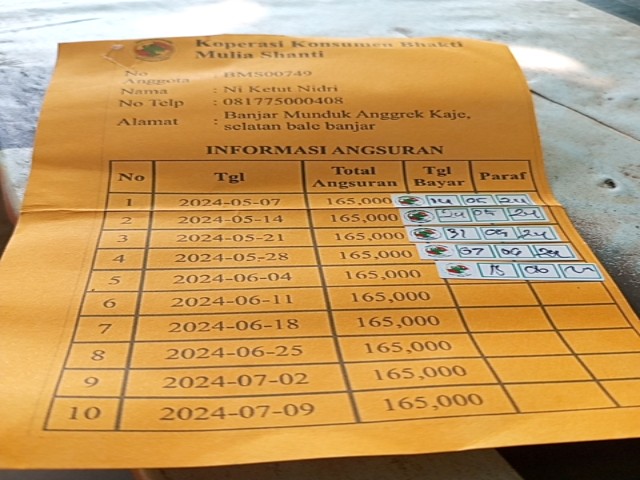 Koperasi Konsumen Bhakti
Mulia Shanti
No Anggota : BMS00749
Nama : Ni Ketut Nidri
No Telp : 081775000408
Alamat : Banjar Munduk Anggrek Kaje,
selatan bale banjar
INFORMASI ANGSURAN
No Tgl Total Angsuran Tgl Bayar Paraf
1 2024-05-07 165,000 14 05 24
2 2024-05-14 165,000 24 05 24
3 2024-05-21 165,000 31 05 24
4 2024-05-28 165,000 07 06 24
5 2024-06-04 165,000 15 06 24
6 2024-06-11 165,000
7 2024-06-18 165,000
8 2024-06-25 165,000
9 2024-07-02 165,000
10 2024-07-09 165,000